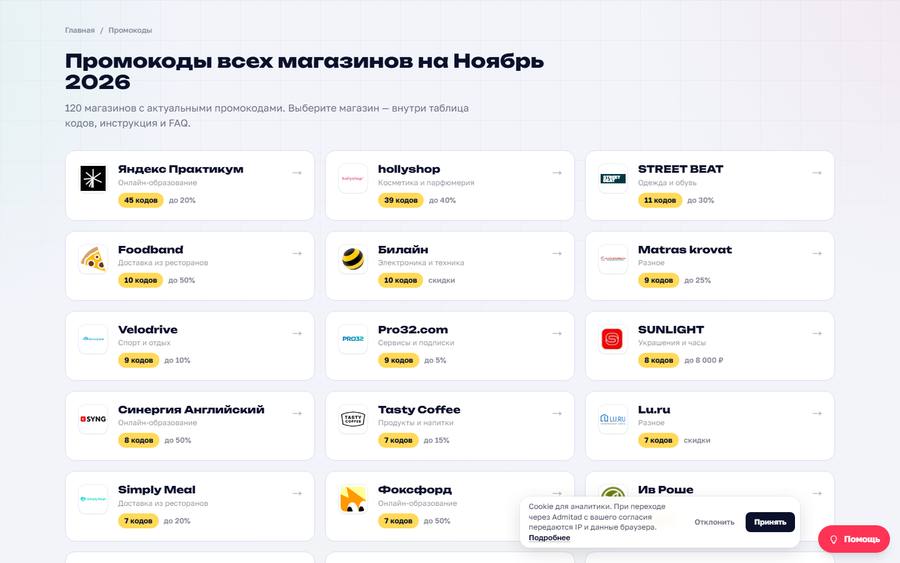 Главная / Промокоды
Промокоды всех магазинов на Ноябрь
2026
120 магазинов с актуальными промокодами. Выберите магазин — внутри таблица
кодов, инструкция и FAQ.
Яндекс Практикум →
Онлайн-образование
45 кодов до 20%
hollyshop
hollyshop →
Косметика и парфюмерия
39 кодов до 40%
STREET BEAT
STREET BEAT →
Одежда и обувь
11 кодов до 30%
Foodband →
Доставка из ресторанов
10 кодов до 50%
Билайн →
Электроника и техника
10 кодов скидки
Matras krovat →
Разное
9 кодов до 25%
Velodrive →
Спорт и отдых
9 кодов до 10%
PRO32
Pro32.com →
Сервисы и подписки
9 кодов до 5%
SUNLIGHT →
Украшения и часы
8 кодов до 8 000 ₽
SYNG
Синергия Английский →
Онлайн-образование
8 кодов до 50%
TASTY
COFFEE
Tasty Coffee →
Продукты и напитки
7 кодов до 15%
LU.RU
Lu.ru →
Разное
7 кодов скидки
Simply Meal
Simply Meal →
Доставка из ресторанов
7 кодов до 20%
Фоксфорд →
Онлайн-образование
7 кодов до 50%
Ив Роше →
Cookie для аналитики. При переходе
через Admitad с вашего согласия
передаются IP и данные браузера.
Подробнее
Отклонить
Принять
Помощь